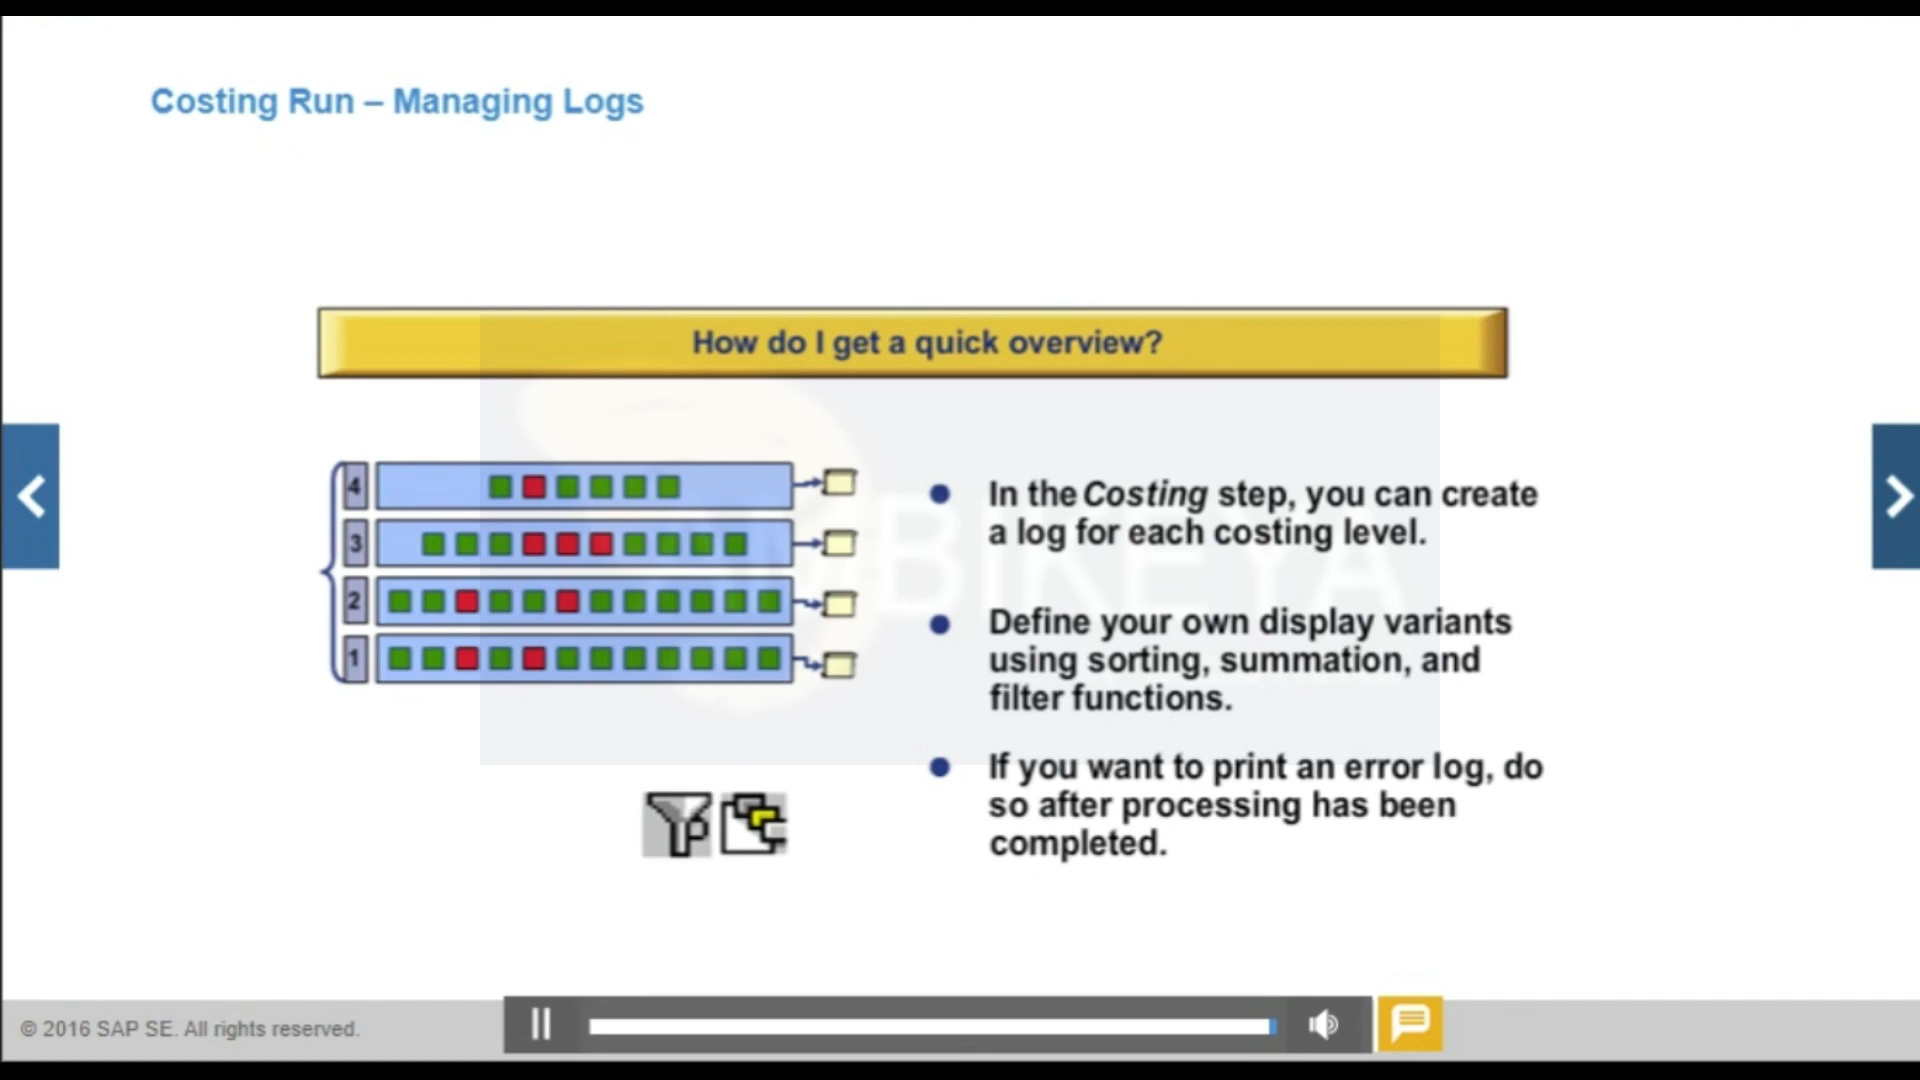 Costing Run – Managing Logs
How do I get a quick overview?
4
3
2
1
In the Costing step, you can create
a log for each costing level.
Define your own display variants
using sorting, summation, and
filter functions.
If you want to print an error log, do
so after processing has been
completed.
© 2016 SAP SE. All rights reserved.